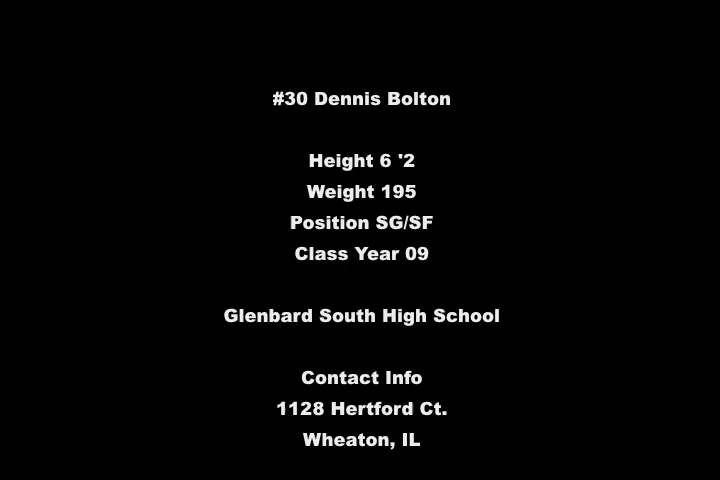 #30 Dennis Bolton
Height 6 '2
Weight 195
Position SG/SF
Class Year 09
Glenbard South High School
Contact Info
1128 Hertford Ct.
Wheaton, IL